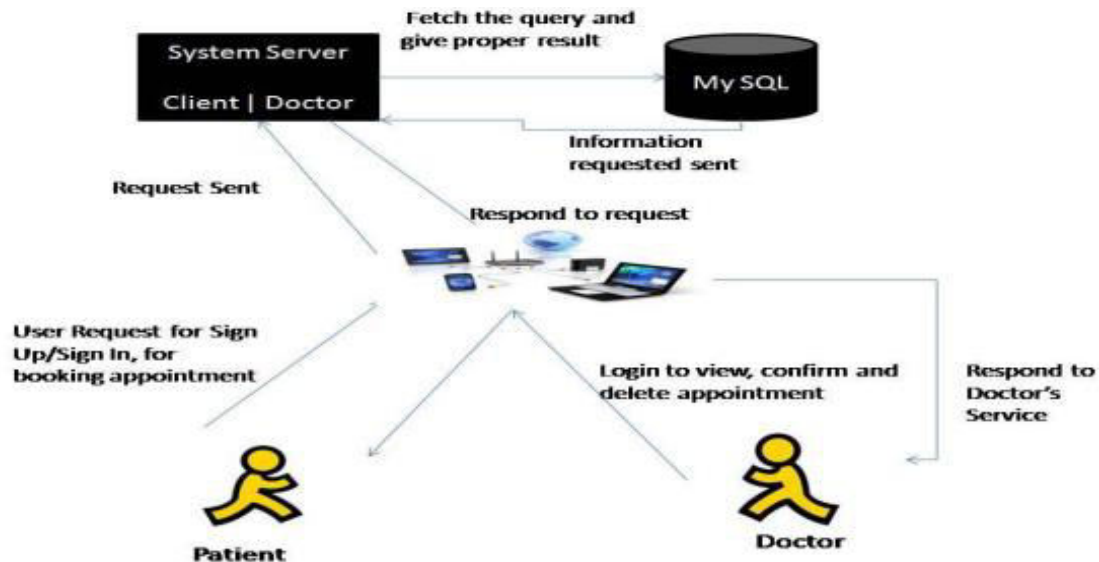 Fetch the query and
give proper result
System Server
Client | Doctor
My SQL
Information
requested sent
Request Sent
Respond to request
User Request for Sign
Up/Sign In, for
booking appointment
Login to view, confirm and
delete appointment
Respond to
Doctor's
Service
Patient
Doctor